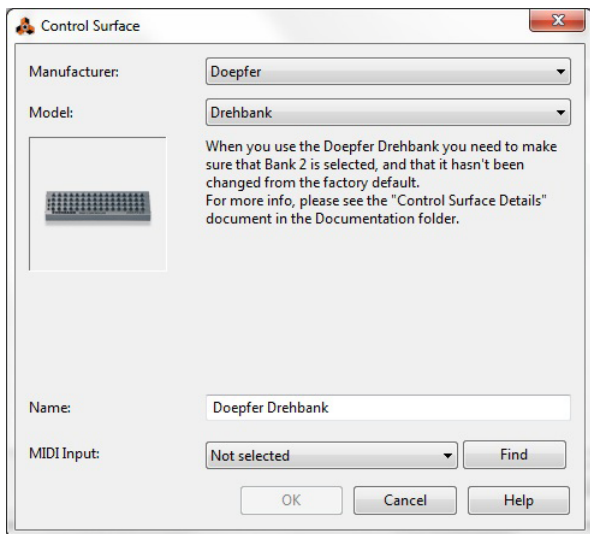 Control Surface
Manufacturer:
Doepfer
Model:
Drehbank
When you use the Doepfer Drehbank you need to make
sure that Bank 2 is selected, and that it hasn't been
changed from the factory default.
For more info, please see the "Control Surface Details"
document in the Documentation folder.
Name:
Doepfer Drehbank
MIDI Input:
Not selected
Find
OK
Cancel
Help